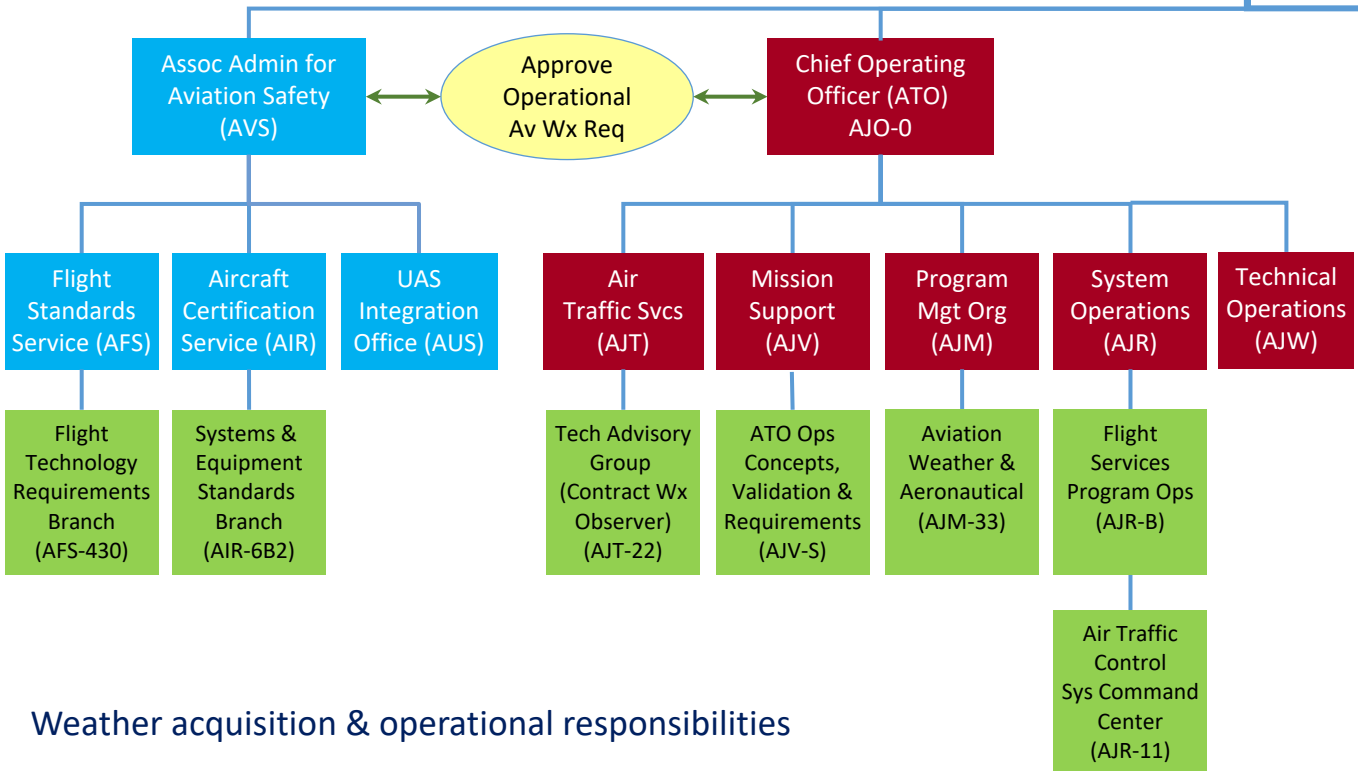 Assoc Admin for
Aviation Safety
(AVS)
Approve
Operational
Av Wx Req
Chief Operating
Officer (ATO)
AJO-0
Flight
Standards
Service (AFS)
Aircraft
Certification
Service (AIR)
UAS
Integration
Office (AUS)
Air
Traffic Svcs
(AJT)
Mission
Support
(AJV)
Program
Mgt Org
(AJM)
System
Operations
(AJR)
Technical
Operations
(AJW)
Flight
Technology
Requirements
Branch
(AFS-430)
Systems &
Equipment
Standards
Branch
(AIR-6B2)
Tech Advisory
Group
(Contract Wx
Observer)
(AJT-22)
ATO Ops
Concepts,
Validation &
Requirements
(AJV-S)
Aviation
Weather &
Aeronautical
(AJM-33)
Flight
Services
Program Ops
(AJR-B)
Air Traffic
Control
Sys Command
Center
(AJR-11)
Weather acquisition & operational responsibilities